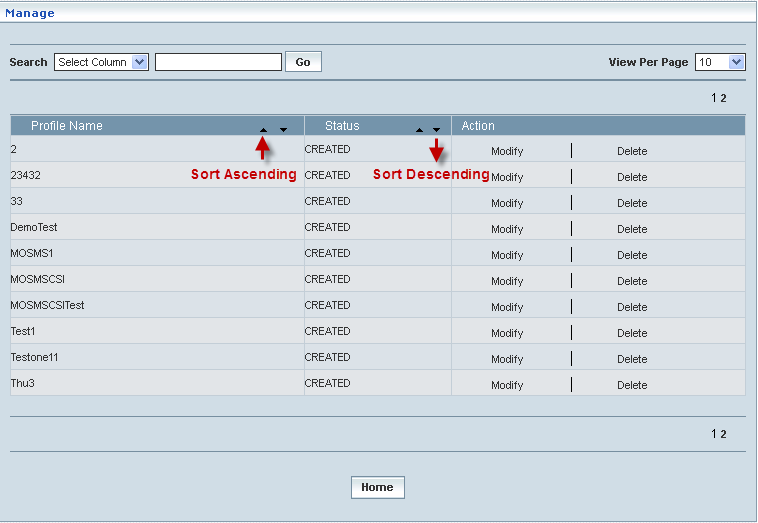 Manage
Search Select Column Go View Per Page 10
1 2
Profile Name Status Action
2 CREATED Modify | Delete
Sort Ascending Sort Descending
23432 CREATED Modify | Delete
33 CREATED Modify | Delete
DemoTest CREATED Modify | Delete
MOSMS1 CREATED Modify | Delete
MOSMSCSI CREATED Modify | Delete
MOSMSCSITest CREATED Modify | Delete
Test1 CREATED Modify | Delete
Testone11 CREATED Modify | Delete
Thu3 CREATED Modify | Delete
1 2
Home